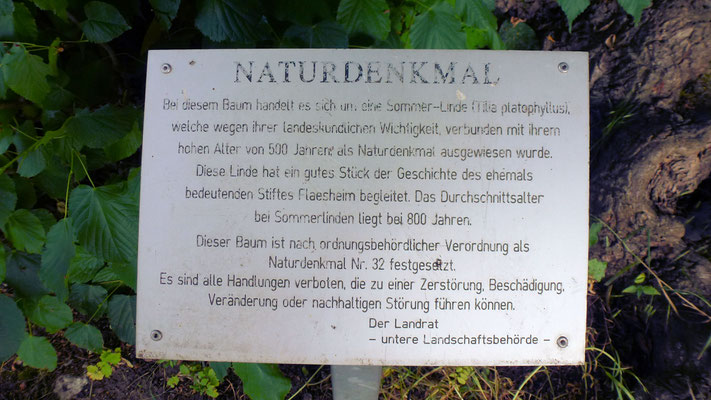 NATURDENKMAL
Bei diesem Baum handelt es sich um eine Sommer-Linde (Tilia platophyllus),
welche wegen ihrer landeskundlichen Wichtigkeit, verbunden mit ihrem
hohen Alter von 500 Jahren, als Naturdenkmal ausgewiesen wurde.
Diese Linde hat ein gutes Stück der Geschichte des ehemals
bedeutenden Stiftes Flaesheim begleitet. Das Durchschnittsalter
bei Sommerlinden liegt bei 800 Jahren.
Dieser Baum ist nach ordnungsbehördlicher Verordnung als
Naturdenkmal Nr. 32 festgesetzt.
Es sind alle Handlungen verboten, die zu einer Zerstörung, Beschädigung,
Veränderung oder nachhaltigen Störung führen können.
Der Landrat
- untere Landschaftsbehörde -